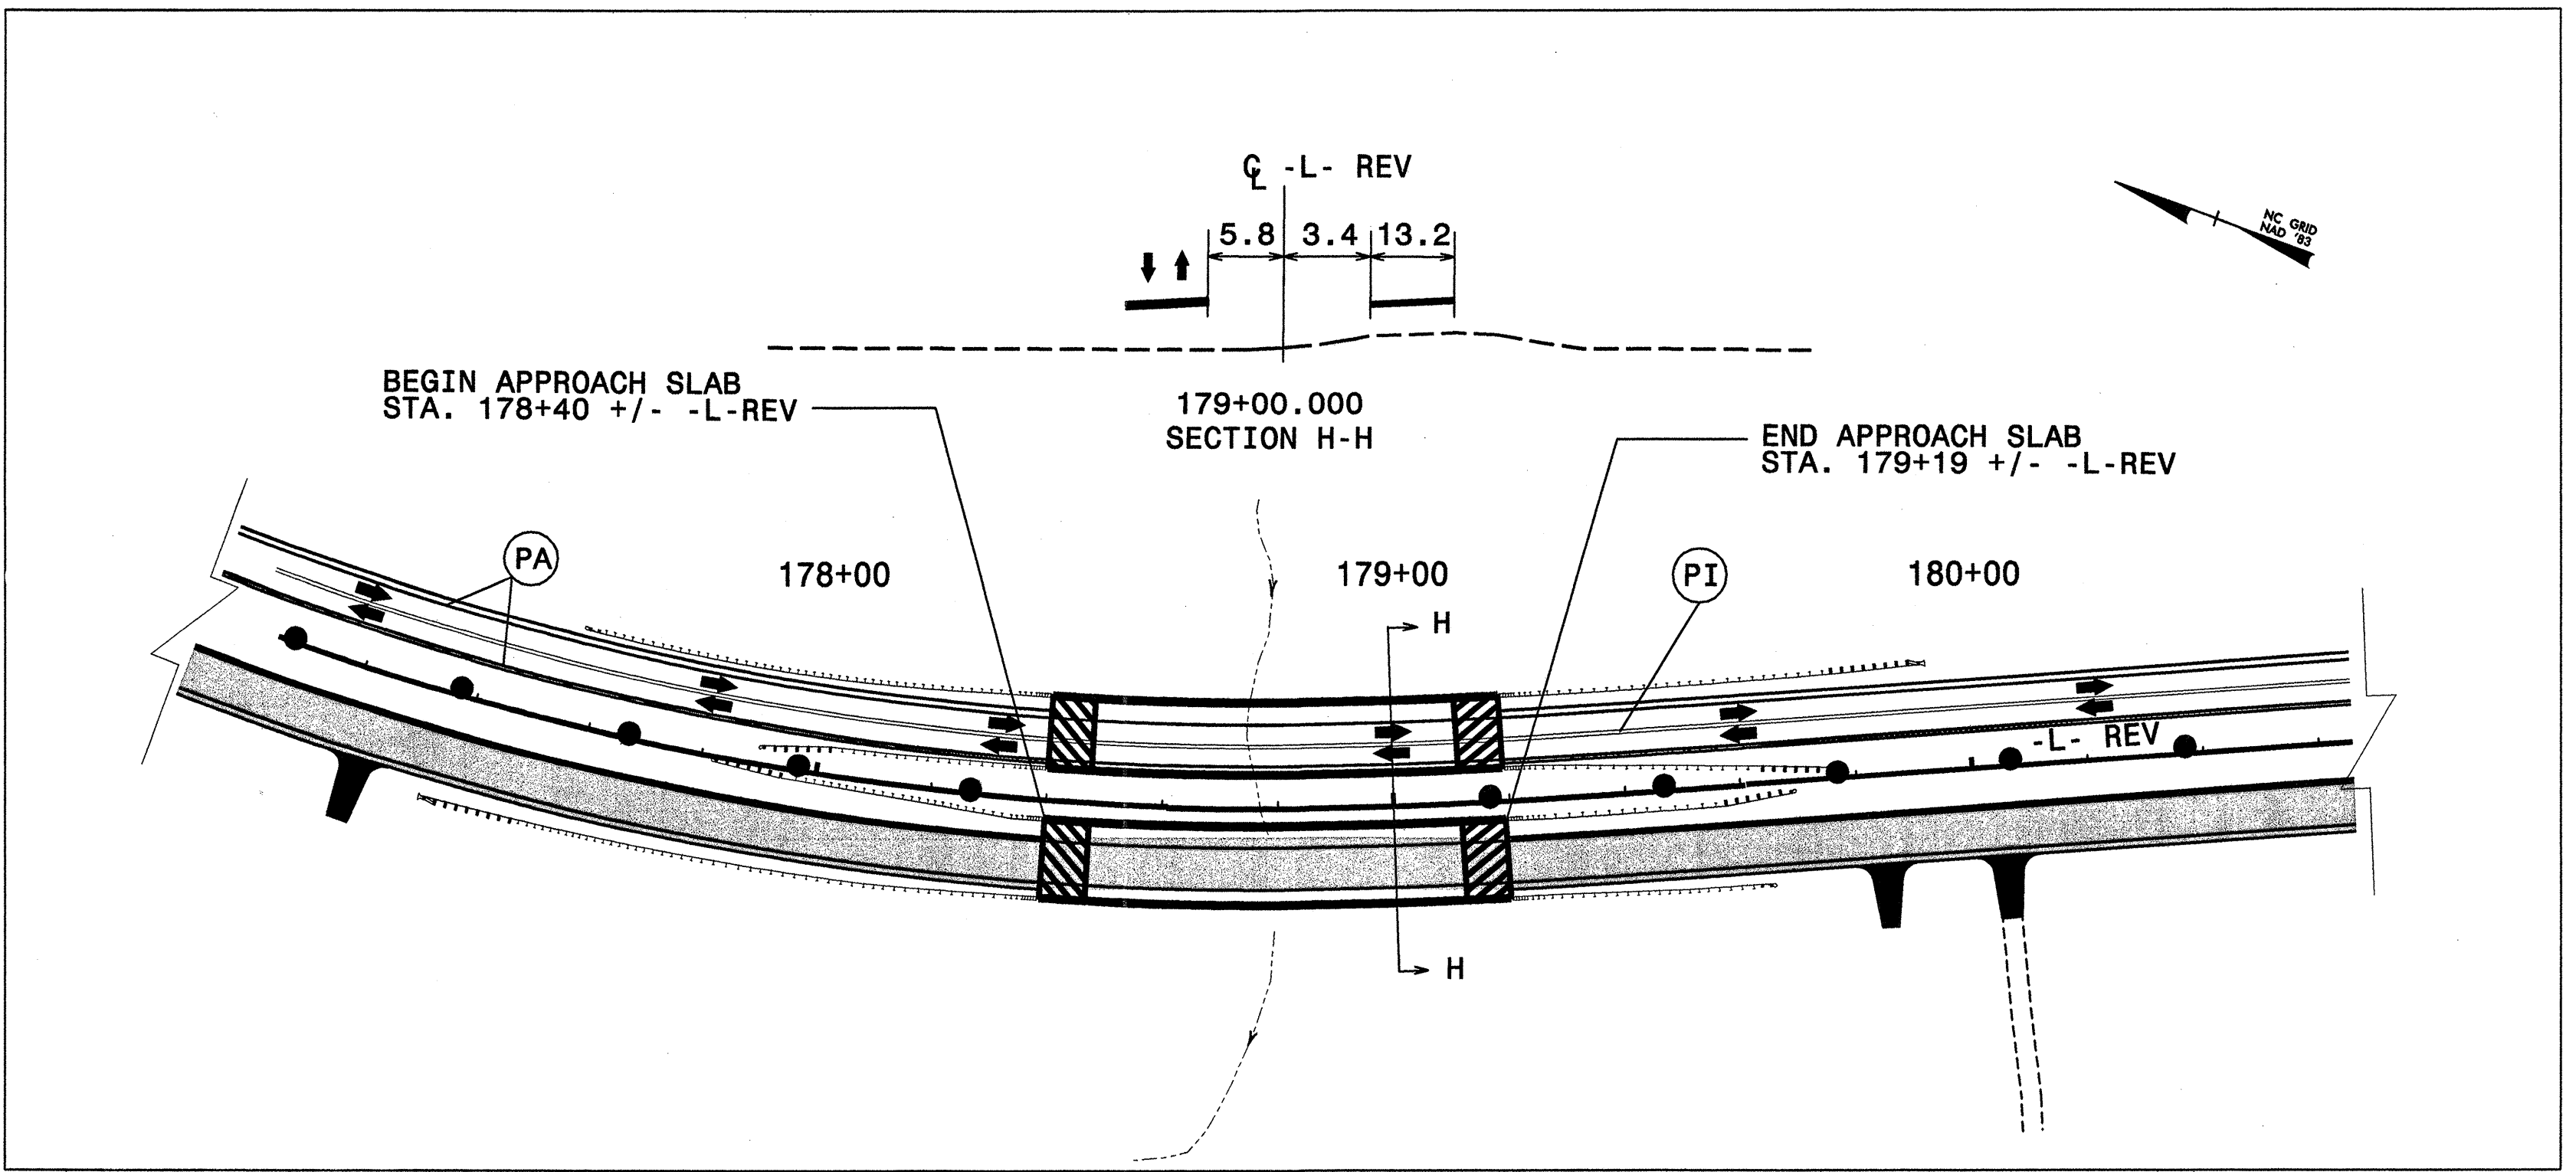 ℄ -L- REV
5.8 3.4 13.2
NC GRID
NAD '83
BEGIN APPROACH SLAB
STA. 178+40 +/- -L-REV
179+00.000
SECTION H-H
END APPROACH SLAB
STA. 179+19 +/- -L-REV
PA
178+00
179+00
PI
180+00
H
-L- REV
H